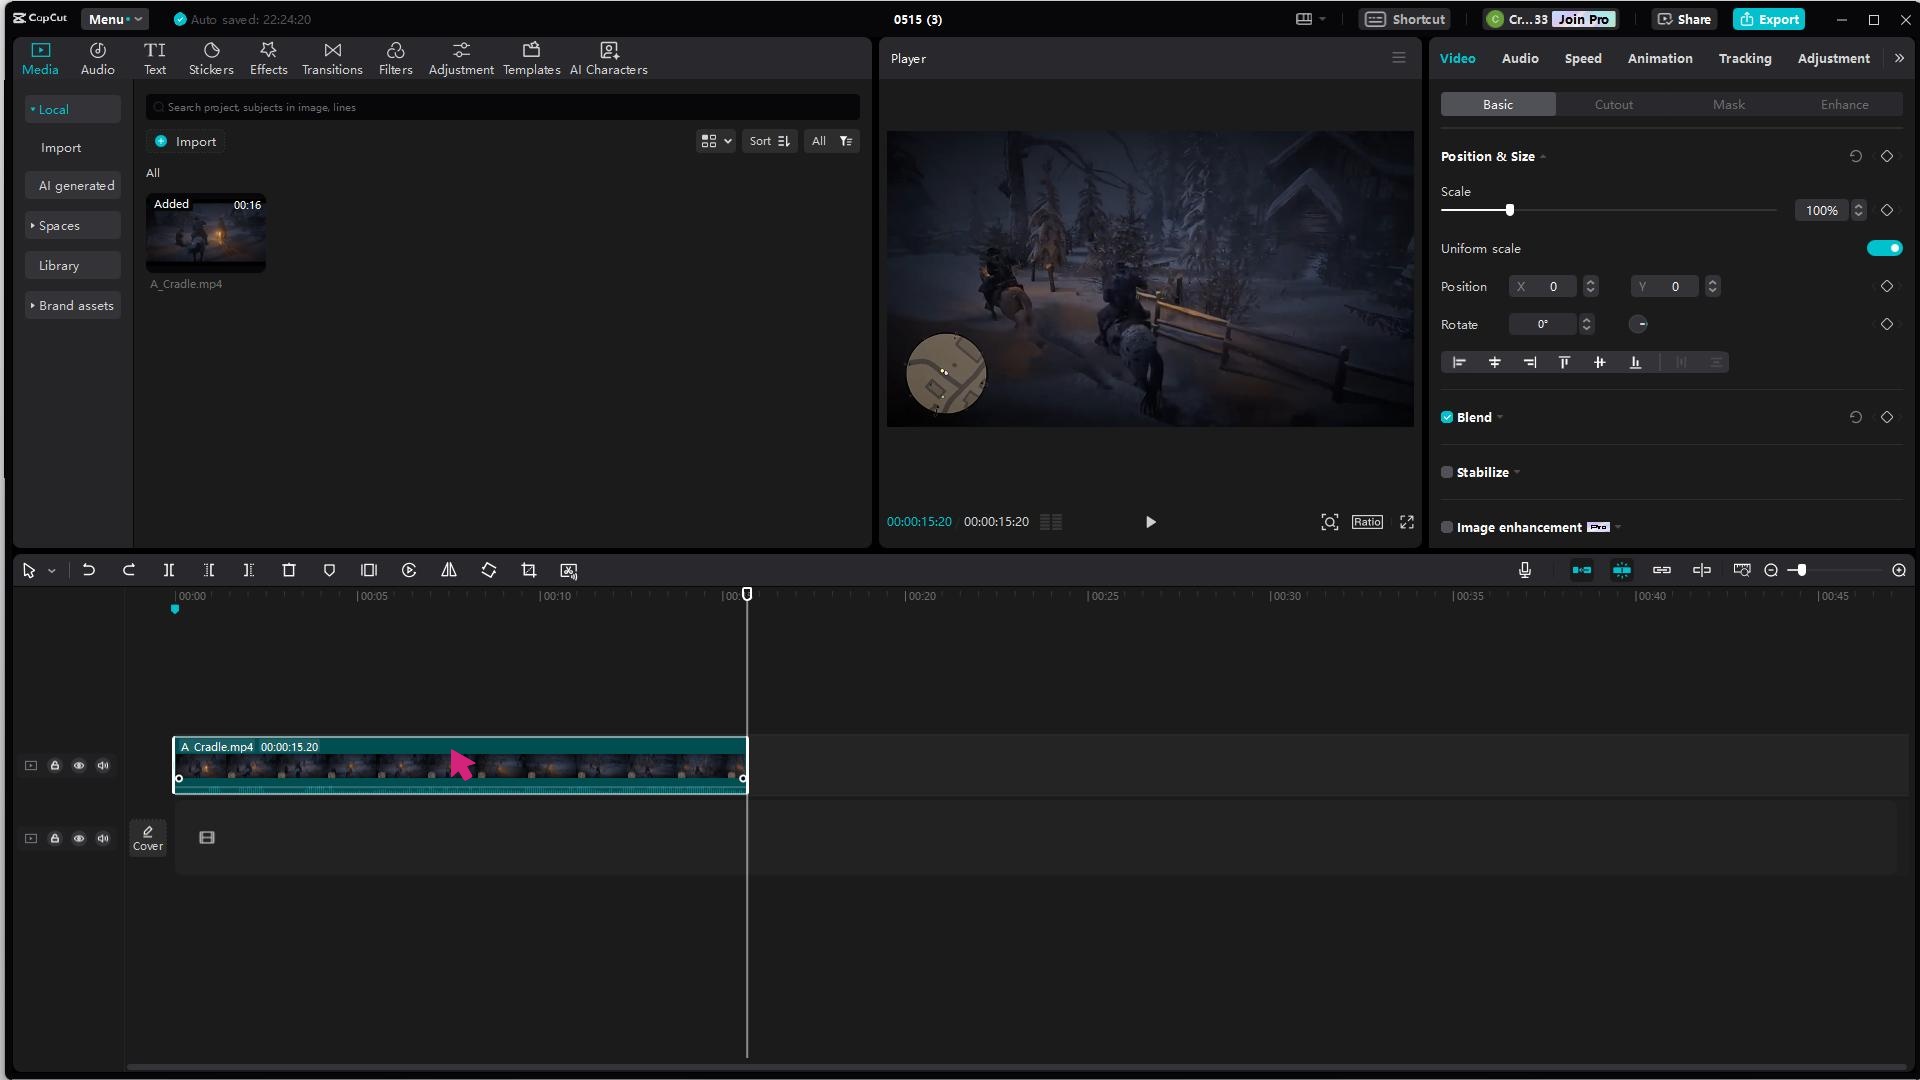 CapCut
Menu
Auto saved: 22:24:20
0515 (3)
Shortcut
C
Cr...33
Join Pro
Share
Export
Media
Audio
Text
Stickers
Effects
Transitions
Filters
Adjustment
Templates
AI Characters
Local
Import
AI generated
Spaces
Library
Brand assets
Search project, subjects in image, lines
Import
Sort
All
All
Added
00:16
A_Cradle.mp4
Player
00:00:15:20
00:00:15:20
Ratio
Video
Audio
Speed
Animation
Tracking
Adjustment
Basic
Cutout
Mask
Enhance
Position & Size
Scale
100%
Uniform scale
Position
X 0
Y 0
Rotate
0°
Blend
Stabilize
Image enhancement
Pro
00:00
00:05
00:10
00:
00:20
00:25
00:30
00:35
00:40
00:45
A_Cradle.mp4 00:00:15.20
Cover